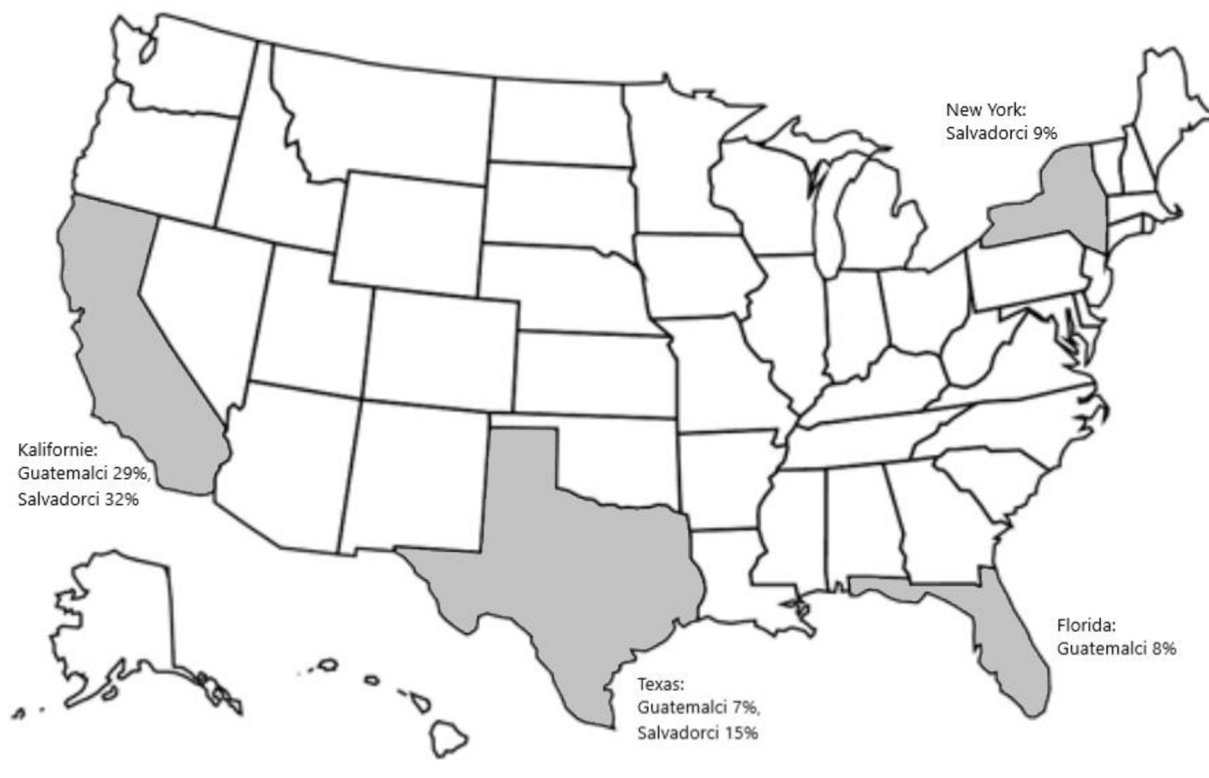 New York:
Salvadorci 9%
Kalifornie:
Guatemalci 29%,
Salvadorci 32%
Florida:
Guatemalci 8%
Texas:
Guatemalci 7%,
Salvadorci 15%